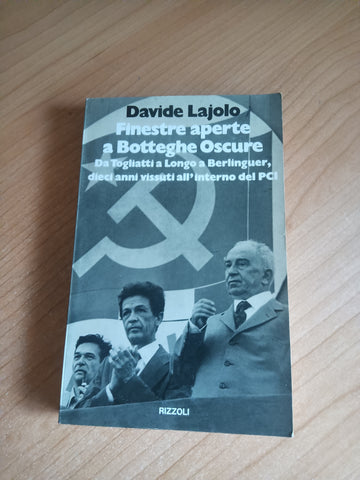 Davide Lajolo
Finestre aperte
a Botteghe Oscure
Da Togliatti a Longo a Berlinguer,
dieci anni vissuti all'interno del PCI
RIZZOLI